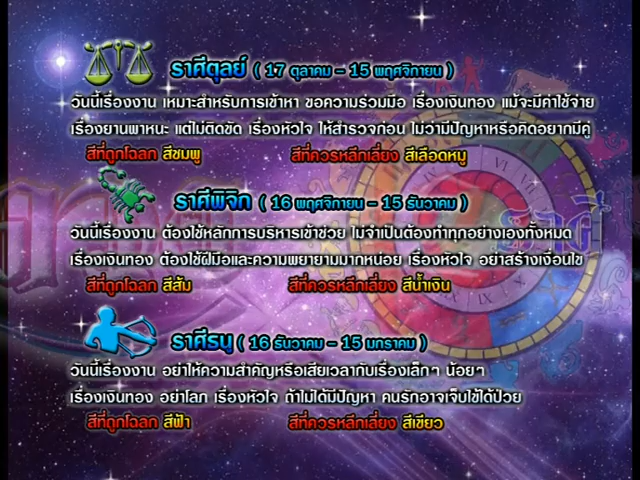 ราศีตุลย์ ( 17 ตุลาคม – 15 พฤศจิกายน )
วันนี้เรื่องงาน เหมาะสำหรับการเข้าหา ขอความร่วมมือ เรื่องเงินทอง แม้จะมีค่าใช้จ่าย
เรื่องยานพาหนะ แต่ไม่ติดขัด เรื่องหัวใจ ให้สำรวจก่อน ไม่ว่ามีปัญหาหรือคิดอยากมีคู่
สีที่ถูกโฉลก สีชมพู สีที่ควรหลีกเลี่ยง สีเลือดหมู
ราศีพิจิก ( 16 พฤศจิกายน – 15 ธันวาคม )
วันนี้เรื่องงาน ต้องใช้หลักการบริหารเข้าช่วย ไม่จำเป็นต้องทำทุกอย่างเองทั้งหมด
เรื่องเงินทอง ต้องใช้ฝีมือและความพยายามมากหน่อย เรื่องหัวใจ อย่าสร้างเงื่อนไข
สีที่ถูกโฉลก สีส้ม สีที่ควรหลีกเลี่ยง สีน้ำเงิน
ราศีธนู ( 16 ธันวาคม – 15 มกราคม )
วันนี้เรื่องงาน อย่าให้ความสำคัญหรือเสียเวลากับเรื่องเล็กๆ น้อยๆ
เรื่องเงินทอง อย่าโลภ เรื่องหัวใจ ถ้าไม่ได้มีปัญหา คนรักอาจเจ็บไข้ได้ป่วย
สีที่ถูกโฉลก สีฟ้า สีที่ควรหลีกเลี่ยง สีเขียว